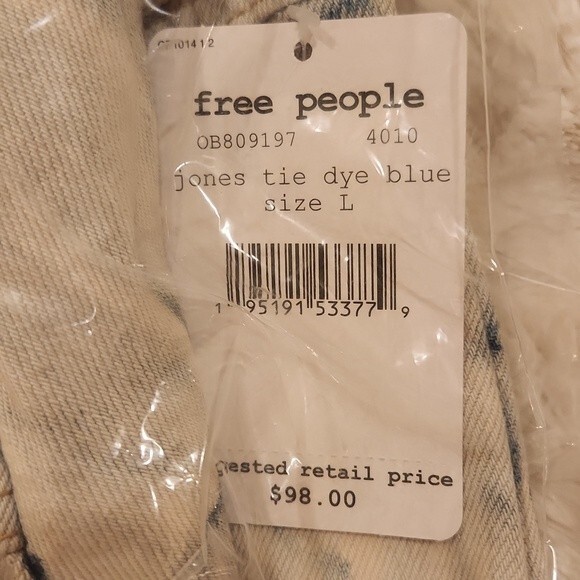 free people
OB809197 4010
jones tie dye blue
size L
1 95191 53377 9
retail price
$98.00